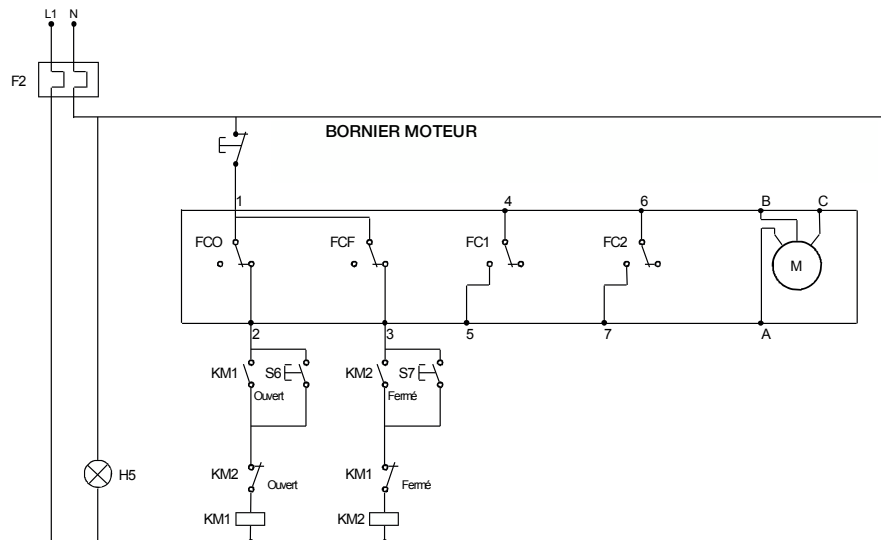 L1 N
F2
BORNIER MOTEUR
1 4 6 B C
FCO FCF FC1 FC2 M
2 3 5 7 A
KM1 S6 KM2 S7
Ouvert Fermé
H5 KM2 KM1
Ouvert Fermé
KM1 KM2